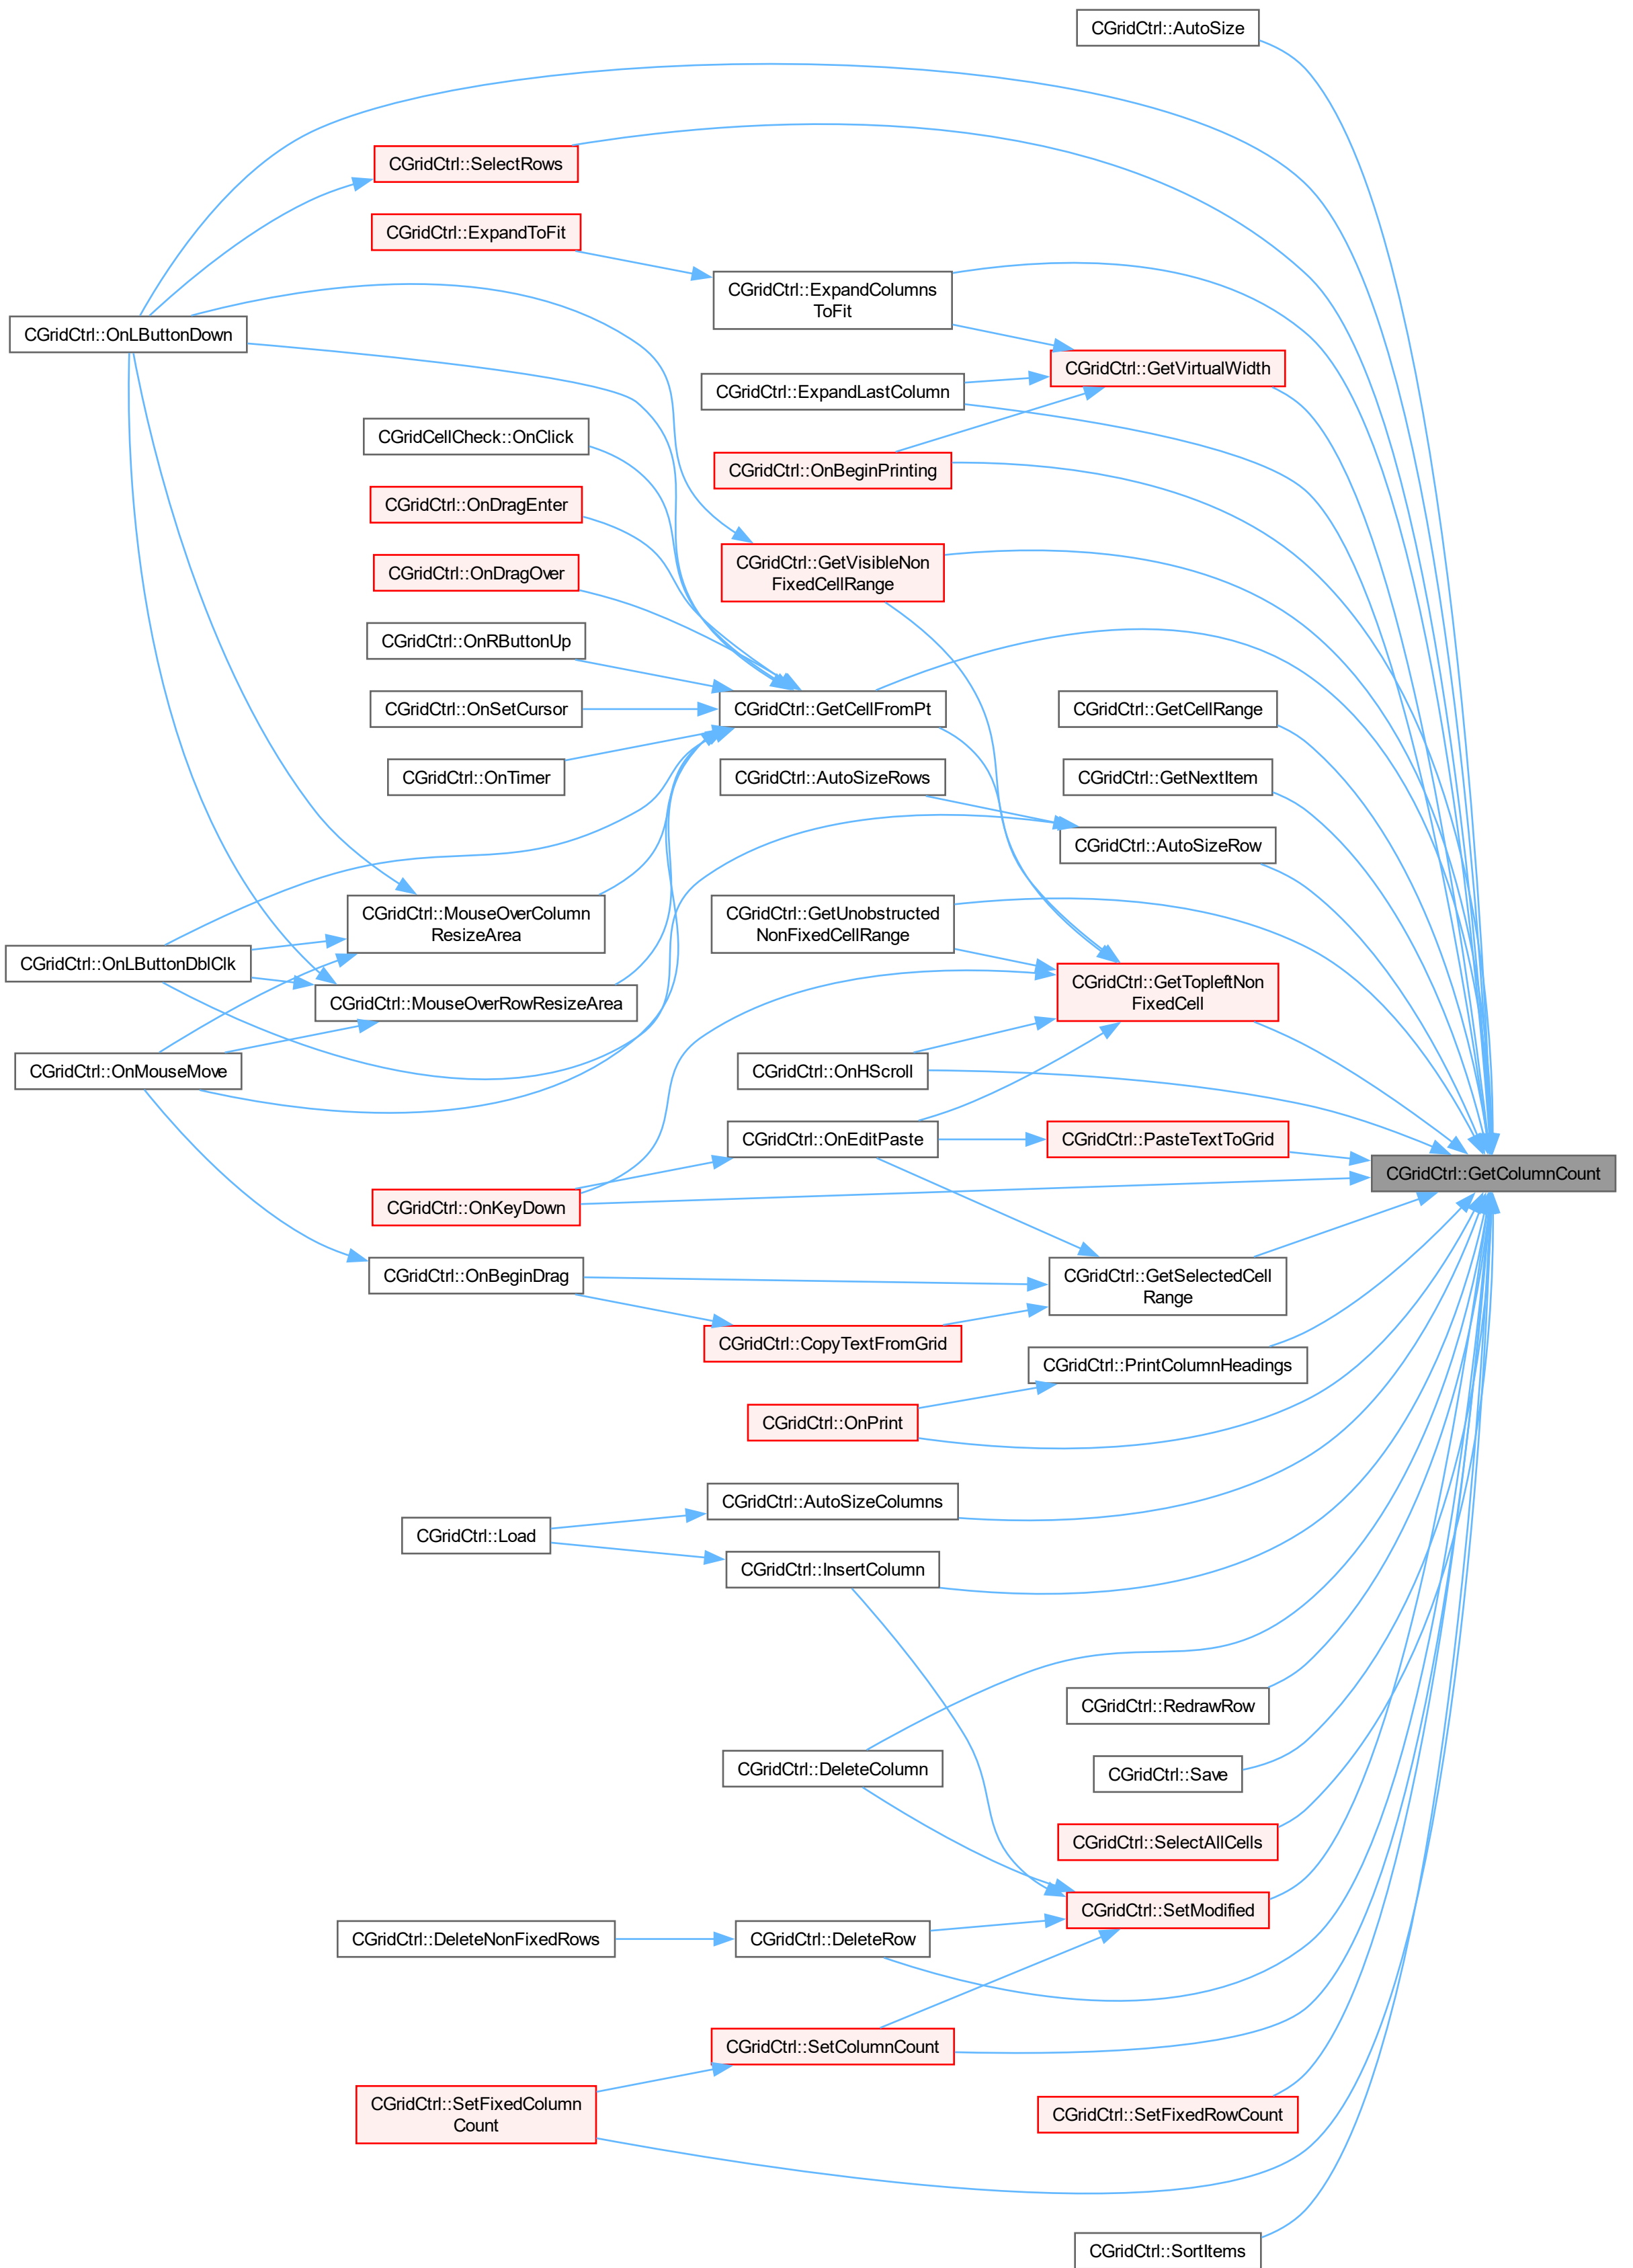 CGridCtrl::AutoSize
CGridCtrl::SelectRows
CGridCtrl::ExpandToFit
CGridCtrl::ExpandColumns
ToFit
CGridCtrl::OnLButtonDown
CGridCtrl::GetVirtualWidth
CGridCtrl::ExpandLastColumn
CGridCellCheck::OnClick
CGridCtrl::OnBeginPrinting
CGridCtrl::OnDragEnter
CGridCtrl::GetVisibleNon
FixedCellRange
CGridCtrl::OnDragOver
CGridCtrl::OnRButtonUp
CGridCtrl::OnSetCursor
CGridCtrl::GetCellFromPt
CGridCtrl::GetCellRange
CGridCtrl::OnTimer
CGridCtrl::AutoSizeRows
CGridCtrl::GetNextItem
CGridCtrl::AutoSizeRow
CGridCtrl::MouseOverColumn
ResizeArea
CGridCtrl::GetUnobstructed
NonFixedCellRange
CGridCtrl::OnLButtonDblClk
CGridCtrl::MouseOverRowResizeArea
CGridCtrl::GetTopleftNon
FixedCell
CGridCtrl::OnMouseMove
CGridCtrl::OnHScroll
CGridCtrl::OnEditPaste
CGridCtrl::PasteTextToGrid
CGridCtrl::GetColumnCount
CGridCtrl::OnKeyDown
CGridCtrl::OnBeginDrag
CGridCtrl::GetSelectedCell
Range
CGridCtrl::CopyTextFromGrid
CGridCtrl::PrintColumnHeadings
CGridCtrl::OnPrint
CGridCtrl::AutoSizeColumns
CGridCtrl::Load
CGridCtrl::InsertColumn
CGridCtrl::RedrawRow
CGridCtrl::DeleteColumn
CGridCtrl::Save
CGridCtrl::SelectAllCells
CGridCtrl::SetModified
CGridCtrl::DeleteNonFixedRows
CGridCtrl::DeleteRow
CGridCtrl::SetColumnCount
CGridCtrl::SetFixedColumn
Count
CGridCtrl::SetFixedRowCount
CGridCtrl::SortItems